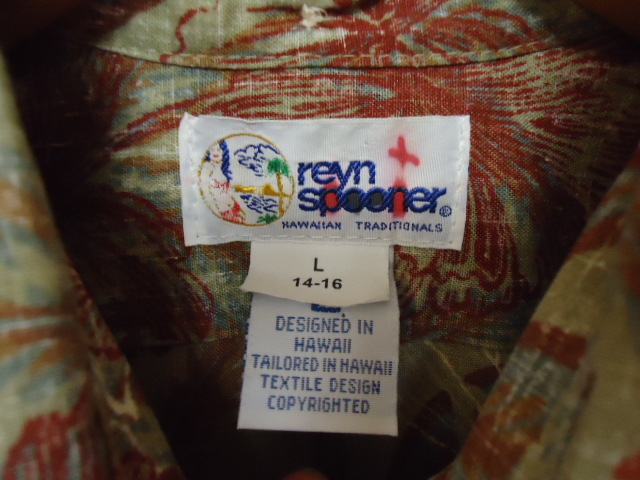 reyn
spooner®
HAWAIIAN TRADITIONALS
L
14-16
DESIGNED IN
HAWAII
TAILORED IN HAWAII
TEXTILE DESIGN
COPYRIGHTED